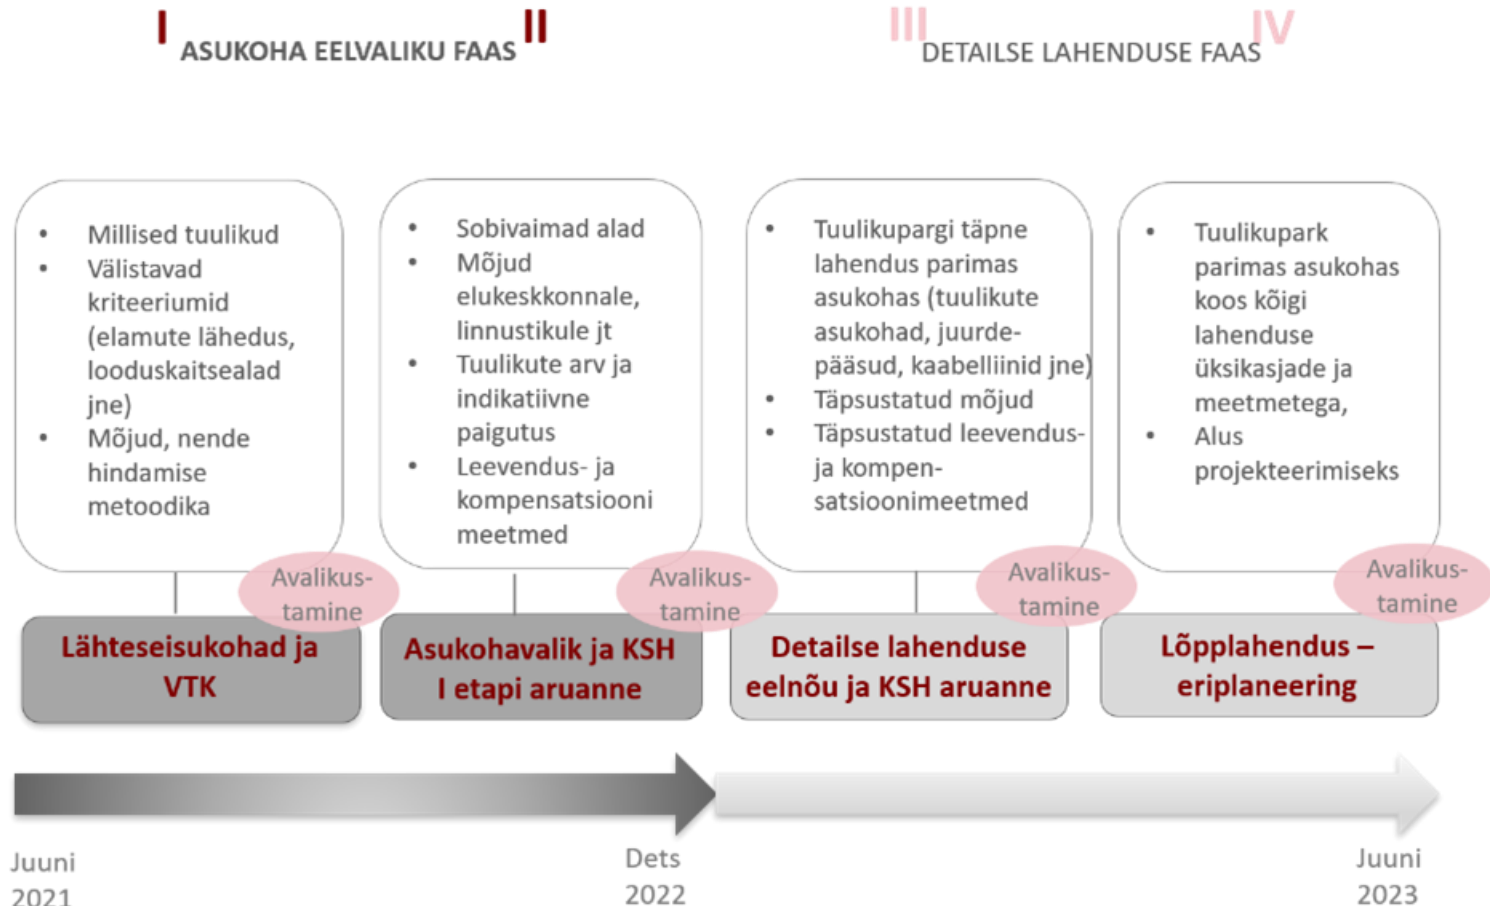 I
ASUKOHA EELVALIKU FAAS
II
III
DETAILSE LAHENDUSE FAAS
IV
• Millised tuulikud
• Välistavad
kriteeriumid
(elamute lähedus,
looduskaitsealad
jne)
• Mõjud, nende
hindamise
metoodika
Avalikus-
tamine
Lähteseisukohad ja
VTK
• Sobivaimad alad
• Mõjud
elukeskkonnale,
linnustikule jt
• Tuulikute arv ja
indikatiivne
paigutus
• Leevendus- ja
kompensatsiooni
meetmed
Avalikus-
tamine
Asukohavalik ja KSH
I etapi aruanne
• Tuulikupargi täpne
lahendus parimas
asukohas (tuulikute
asukohad, juurde-
pääsud, kaabelliinid jne)
• Täpsustatud mõjud
• Täpsustatud leevendus-
ja kompen-
satsioonimeetmed
Avalikus-
tamine
Detailse lahenduse
eelnõu ja KSH aruanne
• Tuulikupark
parimas asukohas
koos kõigi
lahenduse
üksikasjade ja
meetmetega,
• Alus
projekteerimiseks
Avalikus-
tamine
Lõpplahendus –
eriplaneering
Juuni
2021
Dets
2022
Juuni
2023